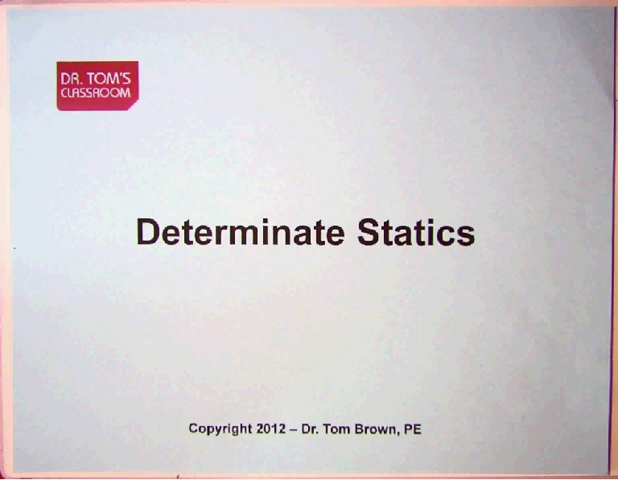 DR. TOM'S
CLASSROOM
Determinate Statics
Copyright 2012 – Dr. Tom Brown, PE